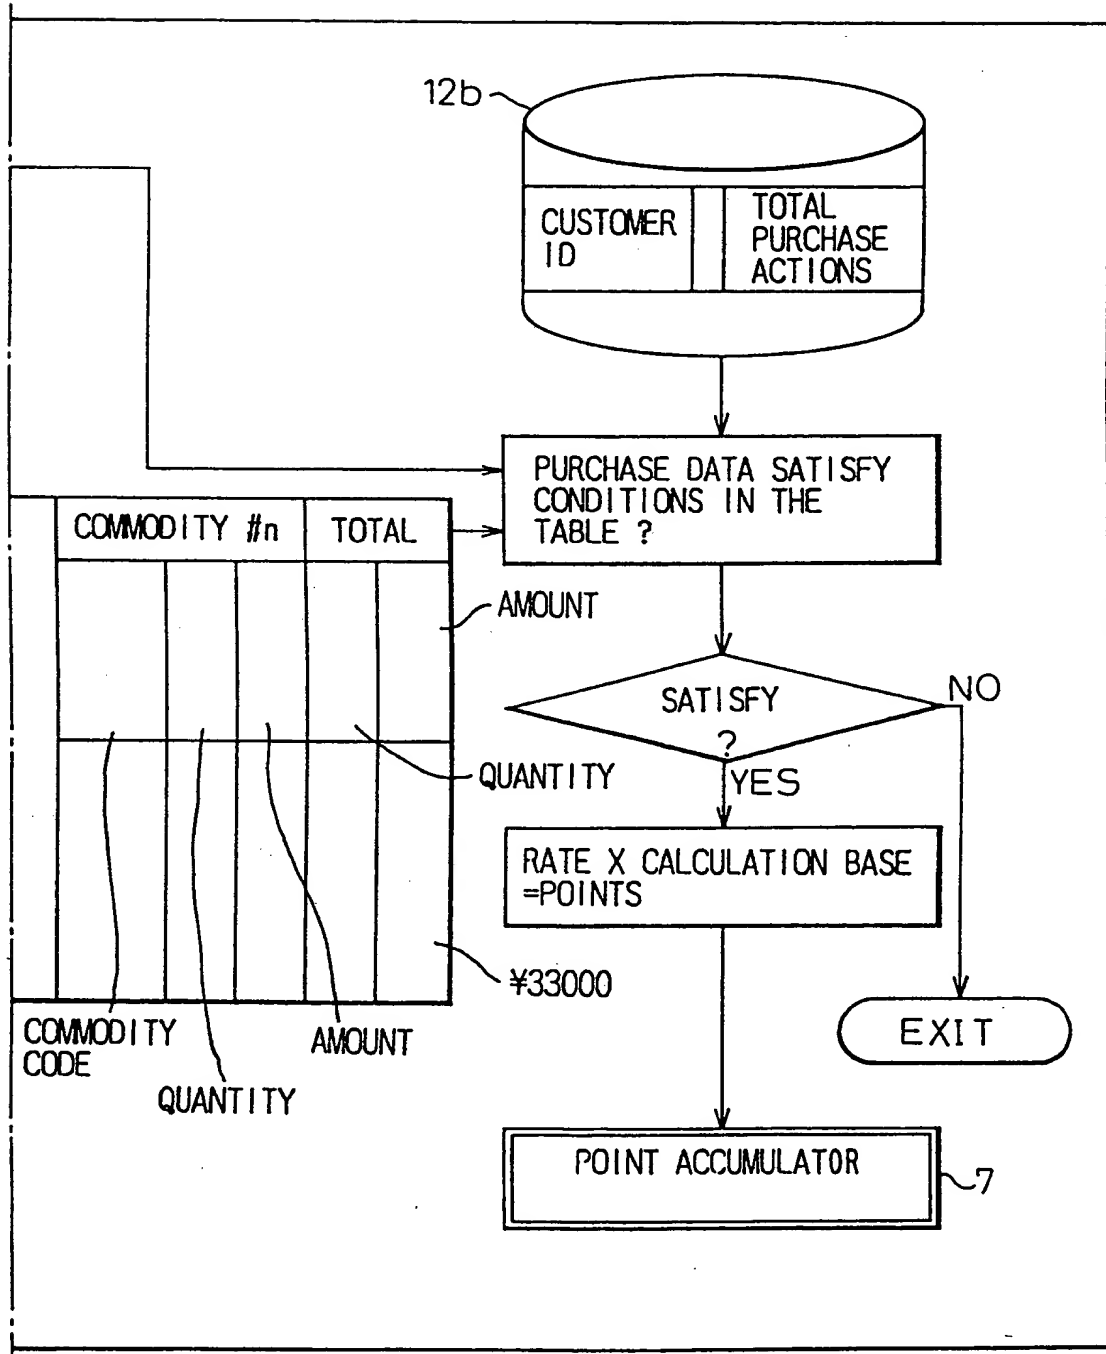 12b
CUSTOMER
ID
TOTAL
PURCHASE
ACTIONS
PURCHASE DATA SATISFY
CONDITIONS IN THE
TABLE ?
COMMODITY #n
TOTAL
AMOUNT
SATISFY
?
NO
YES
QUANTITY
RATE X CALCULATION BASE
=POINTS
¥33000
COMMODITY
CODE
QUANTITY
AMOUNT
EXIT
POINT ACCUMULATOR
7